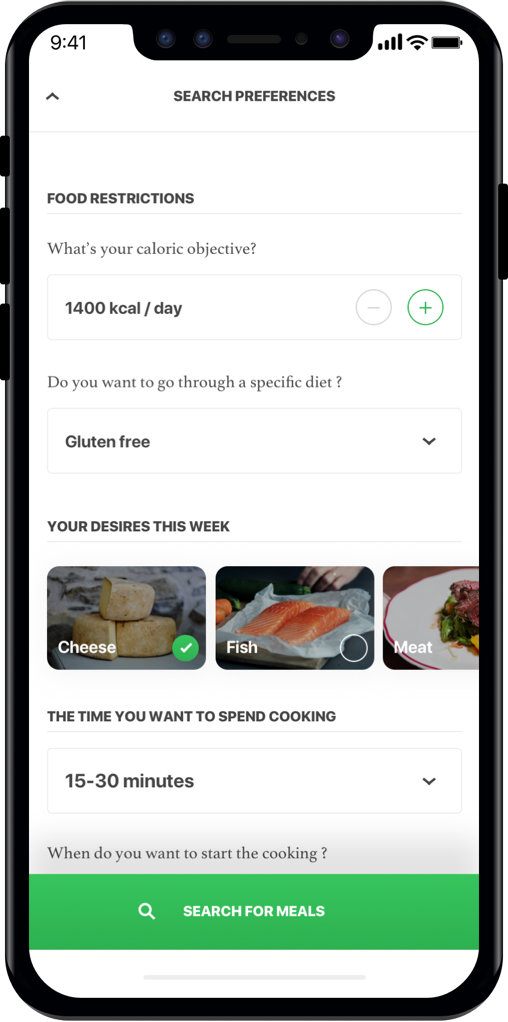 9:41
SEARCH PREFERENCES
FOOD RESTRICTIONS
What's your caloric objective?
1400 kcal / day
Do you want to go through a specific diet ?
Gluten free
YOUR DESIRES THIS WEEK
Cheese Fish Meat
THE TIME YOU WANT TO SPEND COOKING
15-30 minutes
When do you want to start the cooking ?
SEARCH FOR MEALS